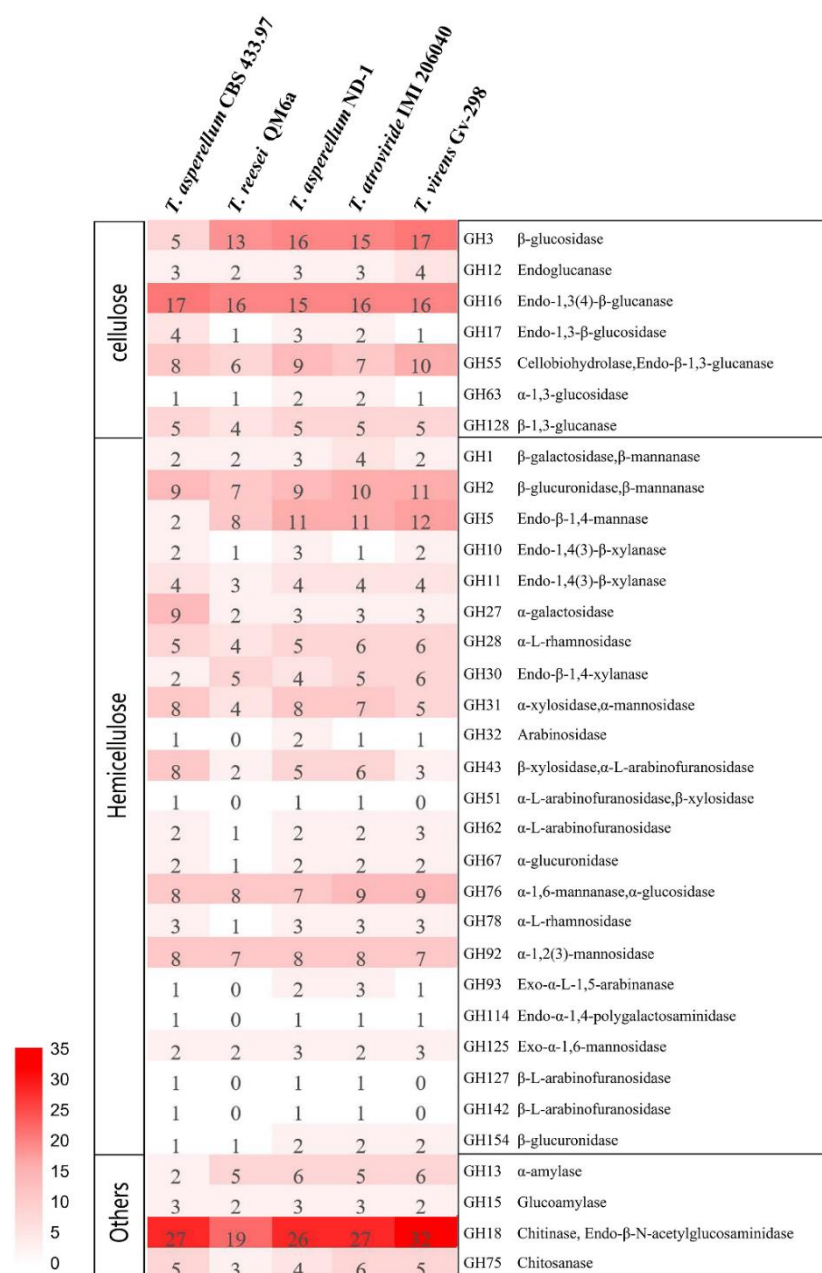 T. asperellum CBS 433.97
T. reesei QM6a
T. asperellum ND-1
T. atroviride IMI 206040
T. virens Gv-298
cellulose
5 13 16 15 17 GH3 β-glucosidase
3 2 3 3 4 GH12 Endoglucanase
17 16 15 16 16 GH16 Endo-1,3(4)-β-glucanase
4 1 3 2 1 GH17 Endo-1,3-β-glucosidase
8 6 9 7 10 GH55 Cellobiohydrolase,Endo-β-1,3-glucanase
1 1 2 2 1 GH63 α-1,3-glucosidase
5 4 5 5 5 GH128 β-1,3-glucanase
Hemicellulose
2 2 3 4 2 GH1 β-galactosidase,β-mannanase
9 7 9 10 11 GH2 β-glucuronidase,β-mannanase
2 8 11 11 12 GH5 Endo-β-1,4-mannase
2 1 3 1 2 GH10 Endo-1,4(3)-β-xylanase
4 3 4 4 4 GH11 Endo-1,4(3)-β-xylanase
9 2 3 3 3 GH27 α-galactosidase
5 4 5 6 6 GH28 α-L-rhamnosidase
2 5 4 5 6 GH30 Endo-β-1,4-xylanase
8 4 8 7 5 GH31 α-xylosidase,α-mannosidase
1 0 2 1 1 GH32 Arabinosidase
8 2 5 6 3 GH43 β-xylosidase,α-L-arabinofuranosidase
1 0 1 1 0 GH51 α-L-arabinofuranosidase,β-xylosidase
2 1 2 2 3 GH62 α-L-arabinofuranosidase
2 1 2 2 2 GH67 α-glucuronidase
8 8 7 9 9 GH76 α-1,6-mannanase,α-glucosidase
3 1 3 3 3 GH78 α-L-rhamnosidase
8 7 8 8 7 GH92 α-1,2(3)-mannosidase
1 0 2 3 1 GH93 Exo-α-L-1,5-arabinanase
1 0 1 1 1 GH114 Endo-α-1,4-polygalactosaminidase
2 2 3 2 3 GH125 Exo-α-1,6-mannosidase
1 0 1 1 0 GH127 β-L-arabinofuranosidase
1 0 1 1 0 GH142 β-L-arabinofuranosidase
1 1 2 2 2 GH154 β-glucuronidase
Others
2 5 6 5 6 GH13 α-amylase
3 2 3 3 2 GH15 Glucoamylase
27 19 26 27 32 GH18 Chitinase, Endo-β-N-acetylglucosaminidase
5 3 4 6 5 GH75 Chitosanase
35
30
25
20
15
10
5
0